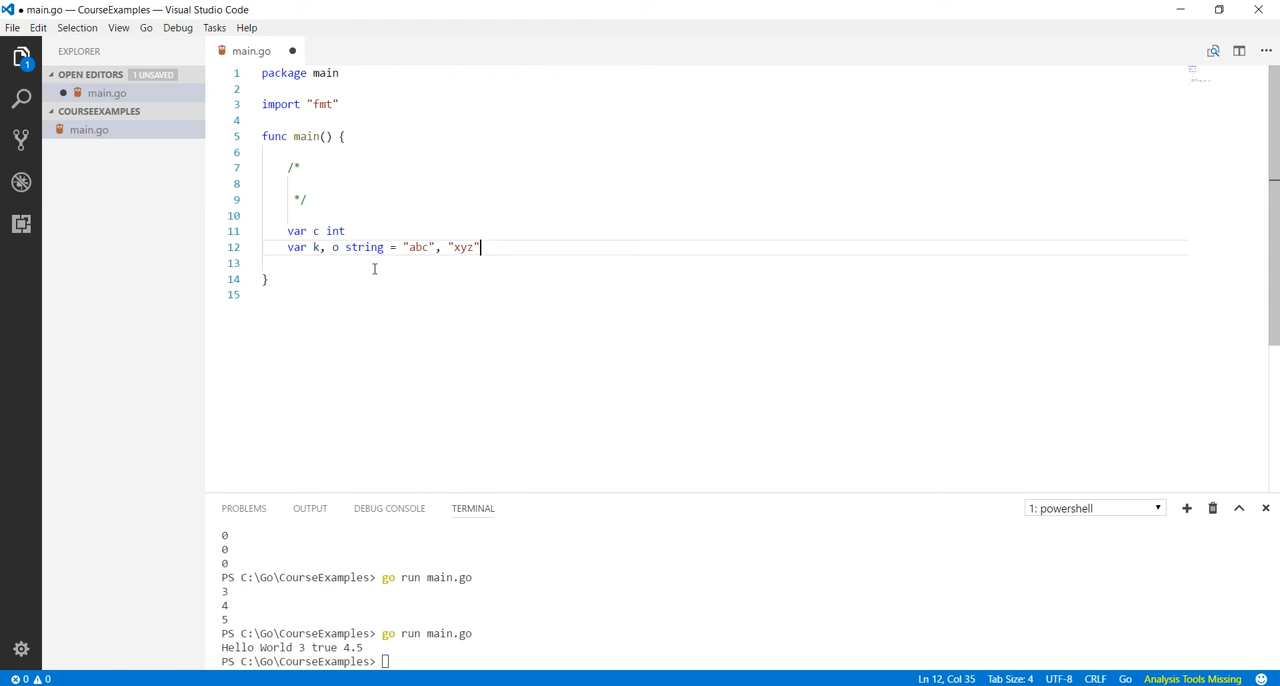 ● main.go — CourseExamples — Visual Studio Code
File Edit Selection View Go Debug Tasks Help
EXPLORER
main.go ●
OPEN EDITORS 1 UNSAVED
● main.go
COURSEEXAMPLES
main.go
1
1 package main
2
3 import "fmt"
4
5 func main() {
6
7 /*
8
9 */
10
11 var c int
12 var k, o string = "abc", "xyz"
13
14 }
15
PROBLEMS OUTPUT DEBUG CONSOLE TERMINAL 1: powershell
0
0
0
PS C:\Go\CourseExamples> go run main.go
3
4
5
PS C:\Go\CourseExamples> go run main.go
Hello World 3 true 4.5
PS C:\Go\CourseExamples>
0 0 Ln 12, Col 35 Tab Size: 4 UTF-8 CRLF Go Analysis Tools Missing